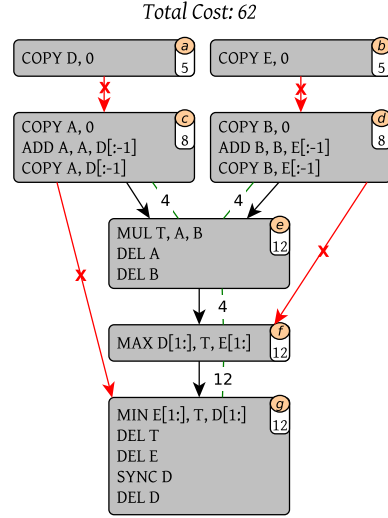 Total Cost: 62
a
COPY D, 0
5
b
COPY E, 0
5
x
x
c
COPY A, 0
ADD A, A, D[:-1]
COPY A, D[:-1]
8
d
COPY B, 0
ADD B, B, E[:-1]
COPY B, E[:-1]
8
4
4
e
MUL T, A, B
DEL A
DEL B
12
x
x
4
f
MAX D[1:], T, E[1:]
12
12
g
MIN E[1:], T, D[1:]
DEL T
DEL E
SYNC D
DEL D
12